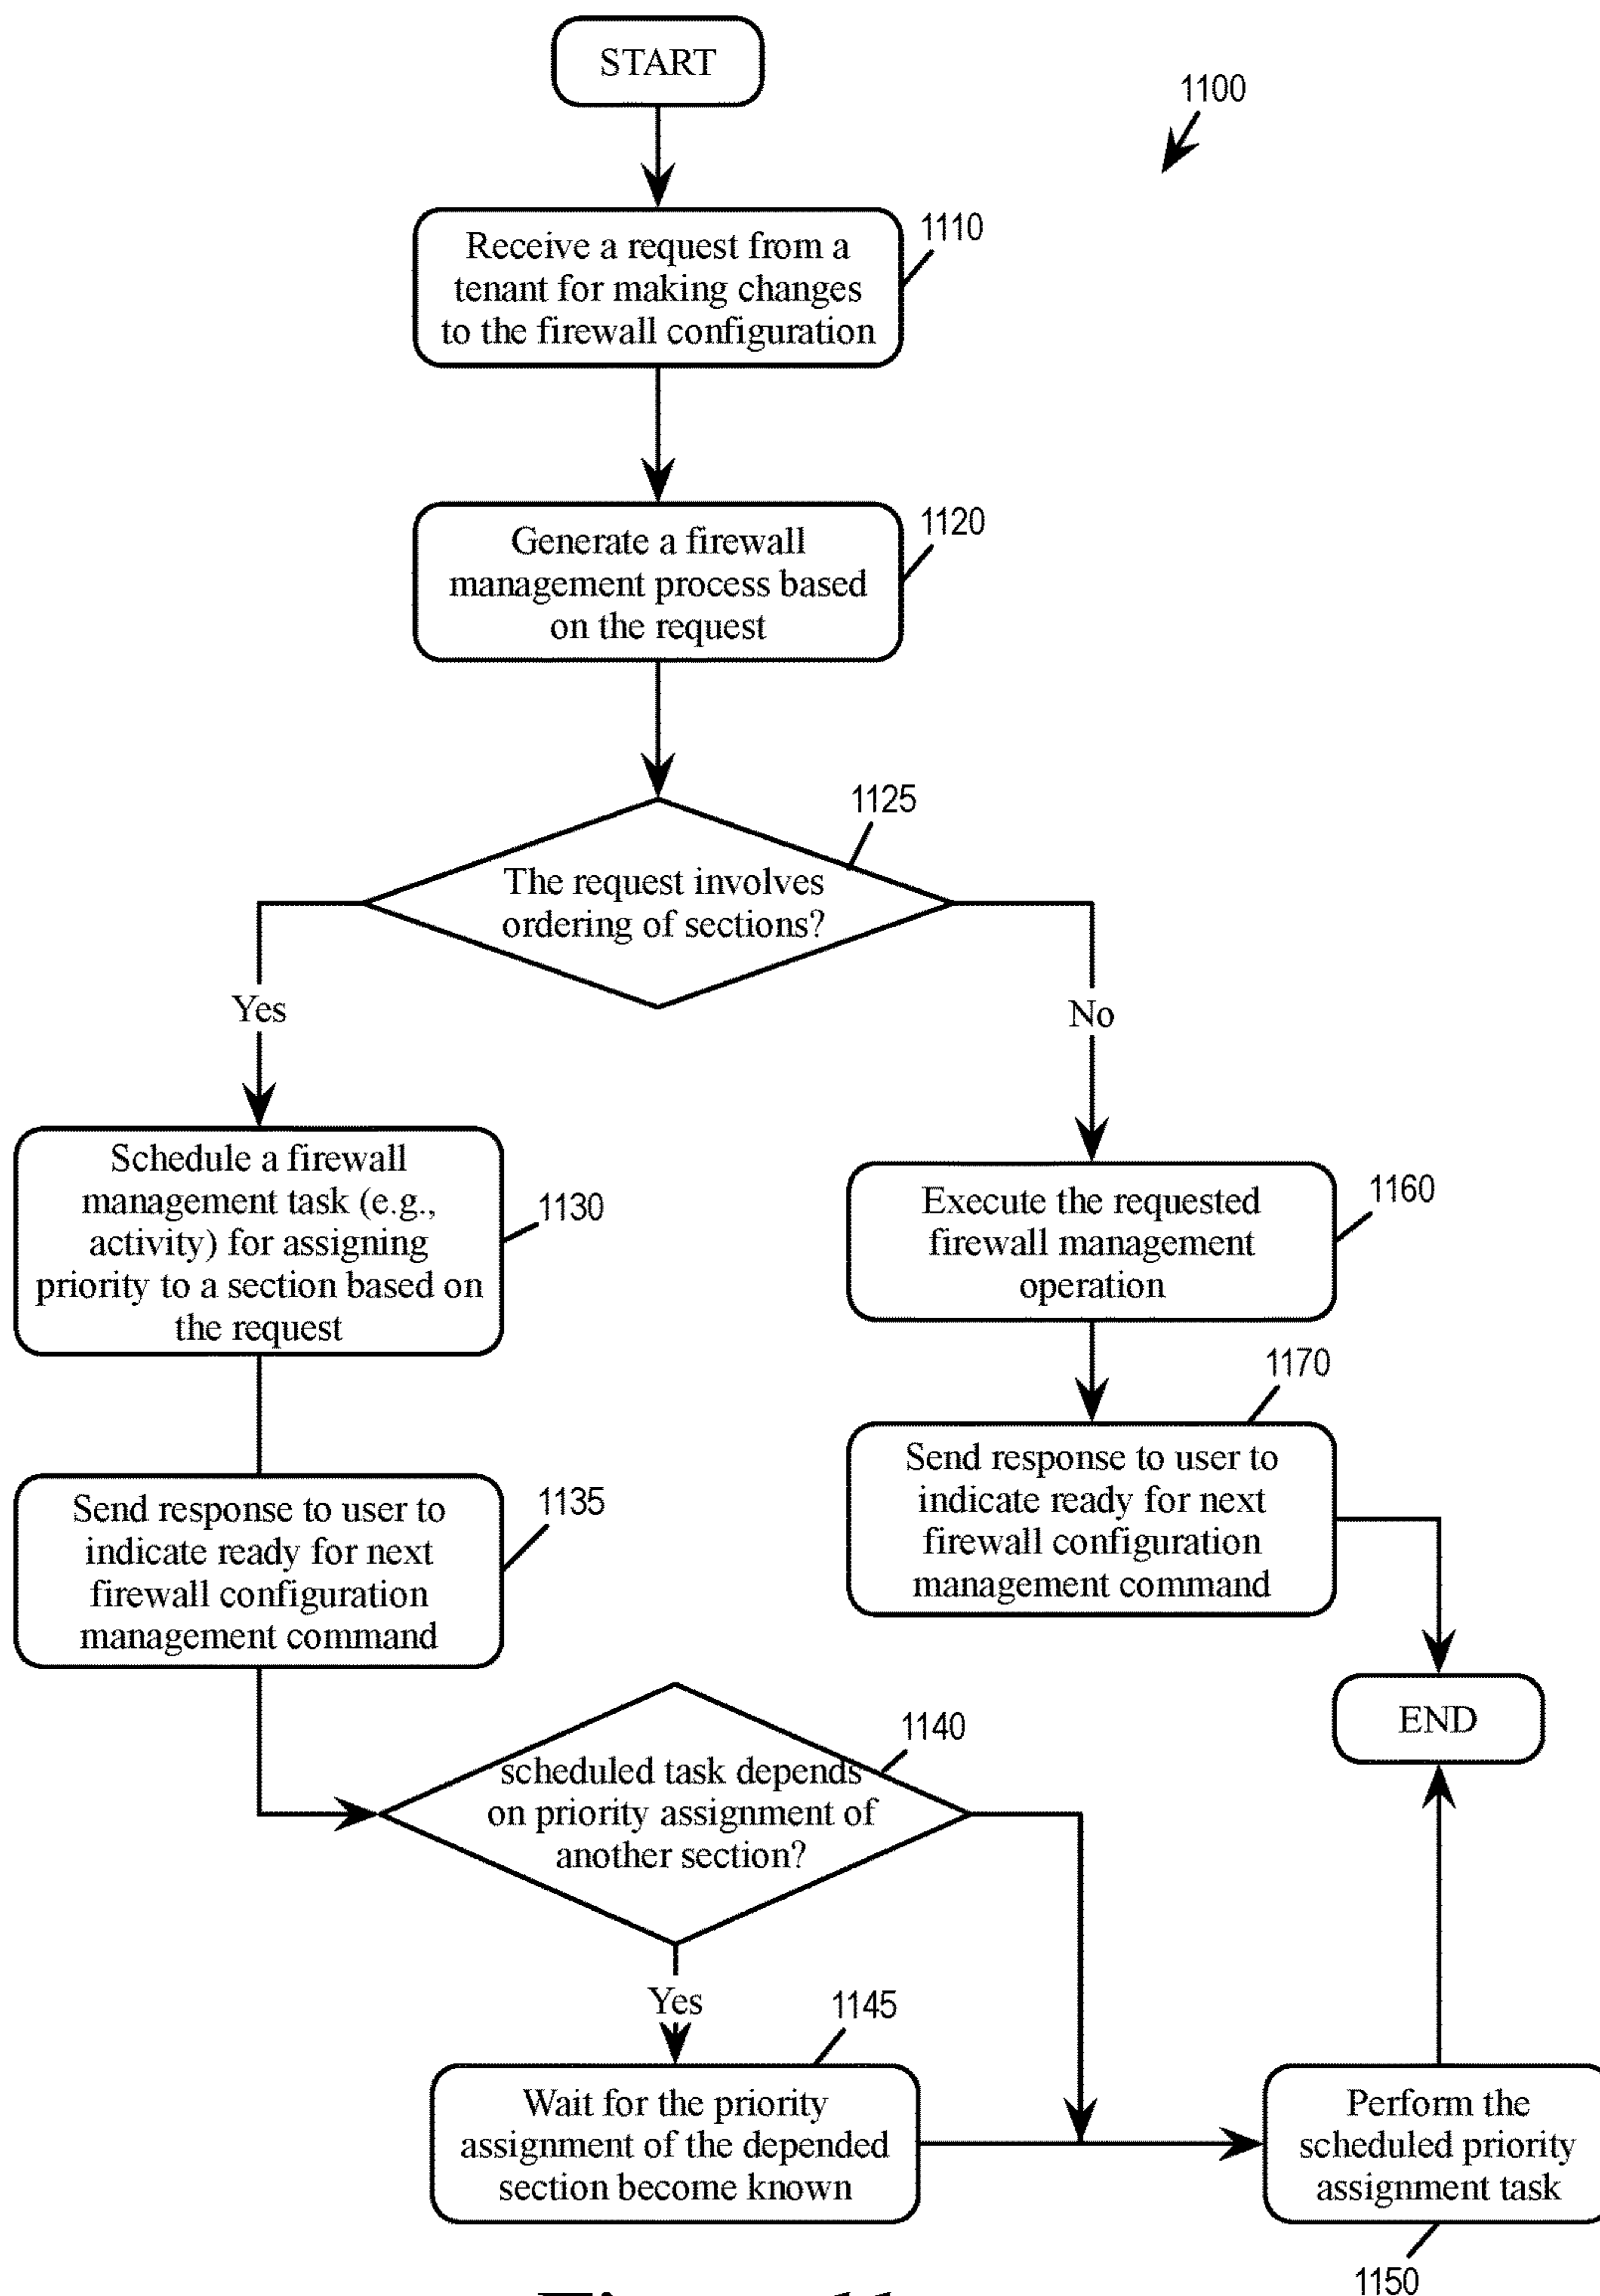 START
1100
Receive a request from a
tenant for making changes
to the firewall configuration
1110
Generate a firewall
management process based
on the request
1120
1125
The request involves
ordering of sections?
Yes
No
Schedule a firewall
management task (e.g.,
activity) for assigning
priority to a section based on
the request
1130
Execute the requested
firewall management
operation
1160
1170
Send response to user to
indicate ready for next
firewall configuration
management command
1135
Send response to user to
indicate ready for next
firewall configuration
management command
END
1140
scheduled task depends
on priority assignment of
another section?
Yes
1145
Wait for the priority
assignment of the depended
section become known
Perform the
scheduled priority
assignment task
1150